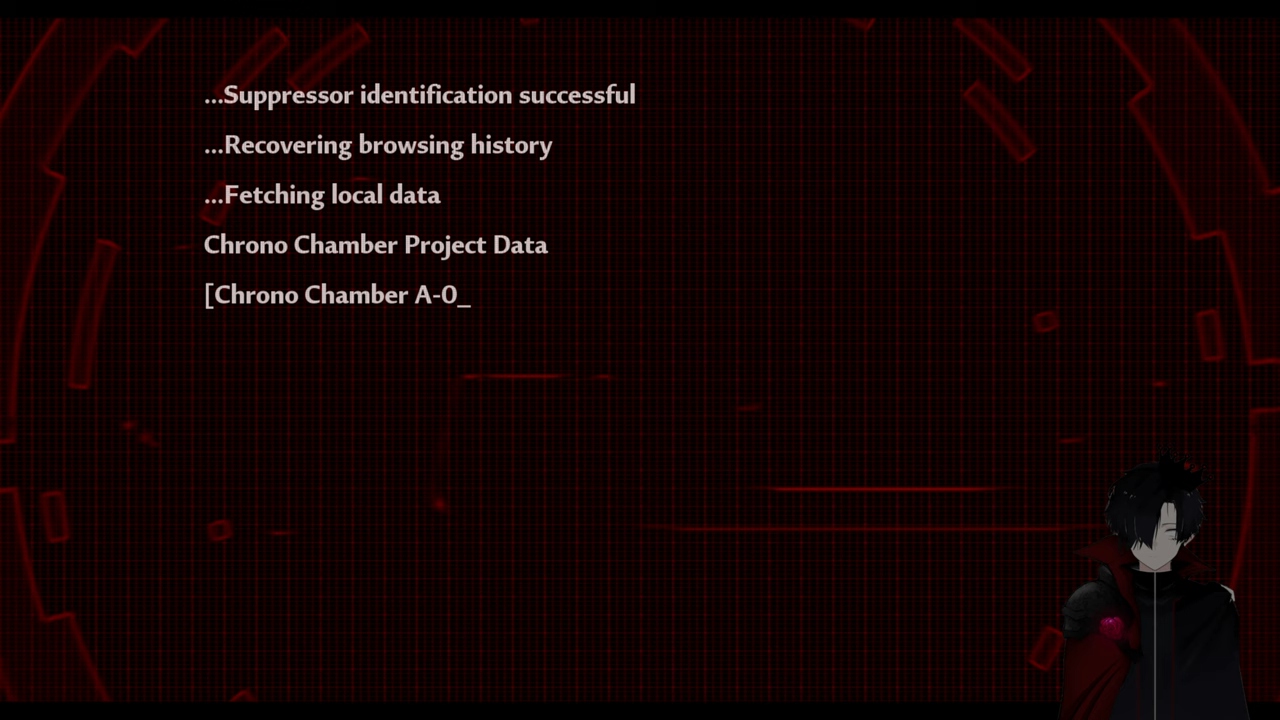 ...Suppressor identification successful
...Recovering browsing history
...Fetching local data
Chrono Chamber Project Data
[Chrono Chamber A-0_